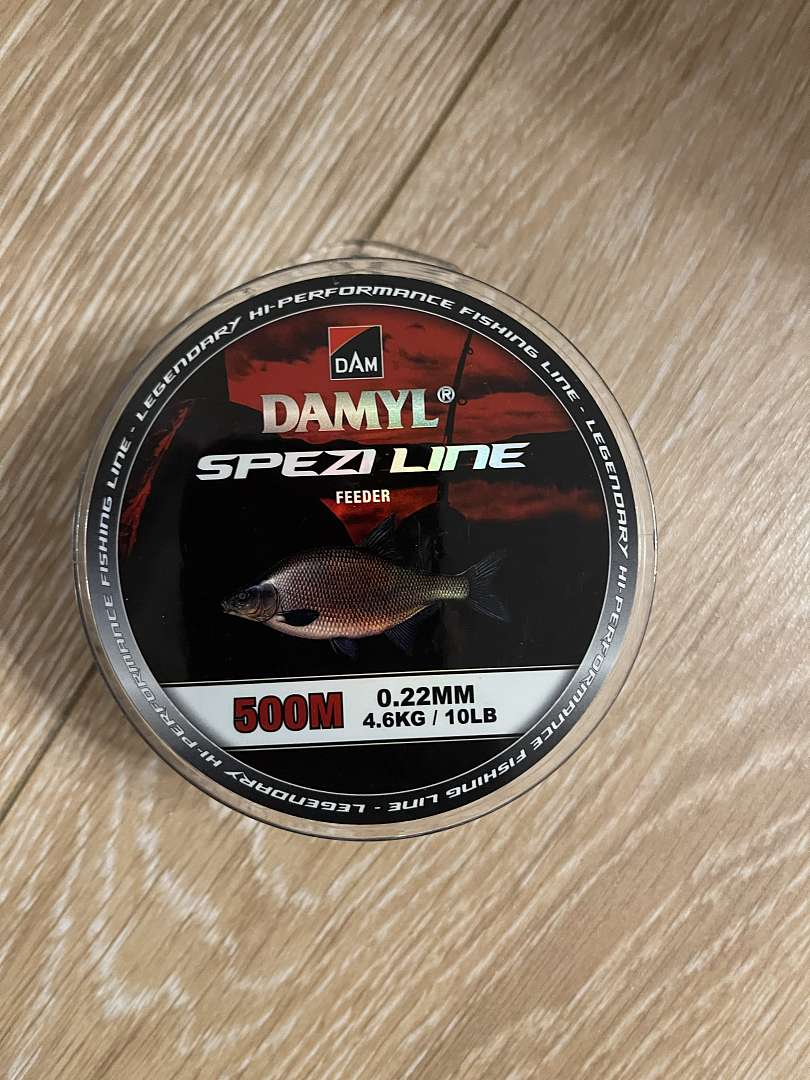 LEGENDARY HI-PERFORMANCE FISHING LINE - LEGENDARY HI-PERFORMANCE FISHING LINE - LEGENDARY HI-PERFORMANCE FISHING LINE -
DAM
DAMYL®
SPEZI LINE
FEEDER
500M
0.22MM
4.6KG / 10LB